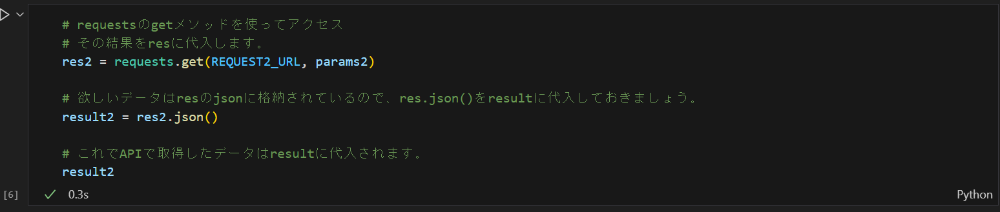 # requestsのgetメソッドを使ってアクセス
# その結果をresに代入します。
res2 = requests.get(REQUEST2_URL, params2)
# 欲しいデータはresのjsonに格納されているので、res.json()をresultに代入しておきましょう。
result2 = res2.json()
# これでAPIで取得したデータはresultに代入されます。
result2
[6] 0.3s Python